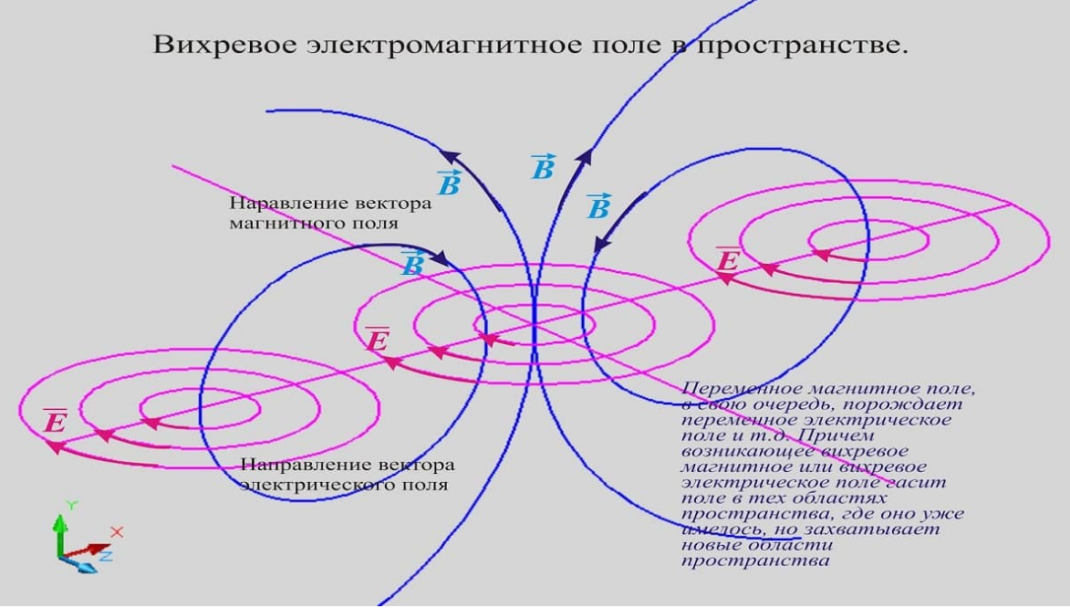 Вихревое электромагнитное поле в пространстве.
B
B
B
Наравление вектора
магнитного поля
B
E
E
E
Переменное магнитное поле,
в свою очередь, порождает
переменное электрическое
поле и т.д. Причем
возникающее вихревое
магнитное или вихревое
электрическое поле гасит
поле в тех областях
пространства, где оно уже
имелось, но захватывает
новые области
пространства
Направление вектора
электрического поля
Y
X
Z